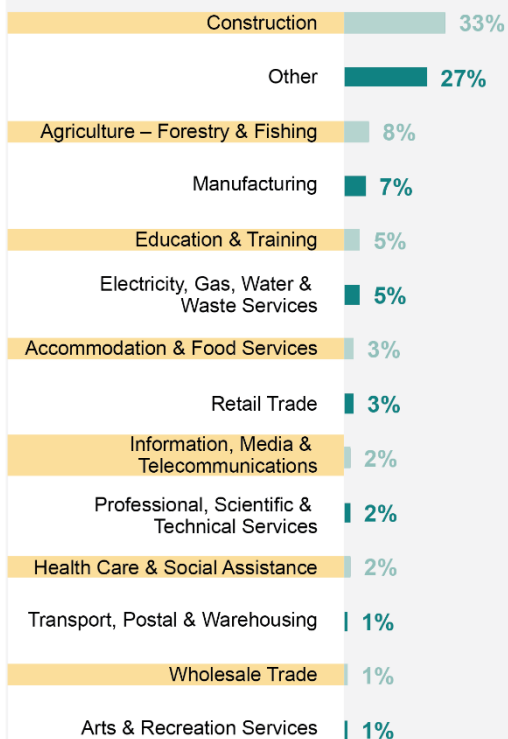 Construction 33%
Other 27%
Agriculture – Forestry & Fishing 8%
Manufacturing 7%
Education & Training 5%
Electricity, Gas, Water &
Waste Services 5%
Accommodation & Food Services 3%
Retail Trade 3%
Information, Media &
Telecommunications 2%
Professional, Scientific &
Technical Services 2%
Health Care & Social Assistance 2%
Transport, Postal & Warehousing 1%
Wholesale Trade 1%
Arts & Recreation Services 1%